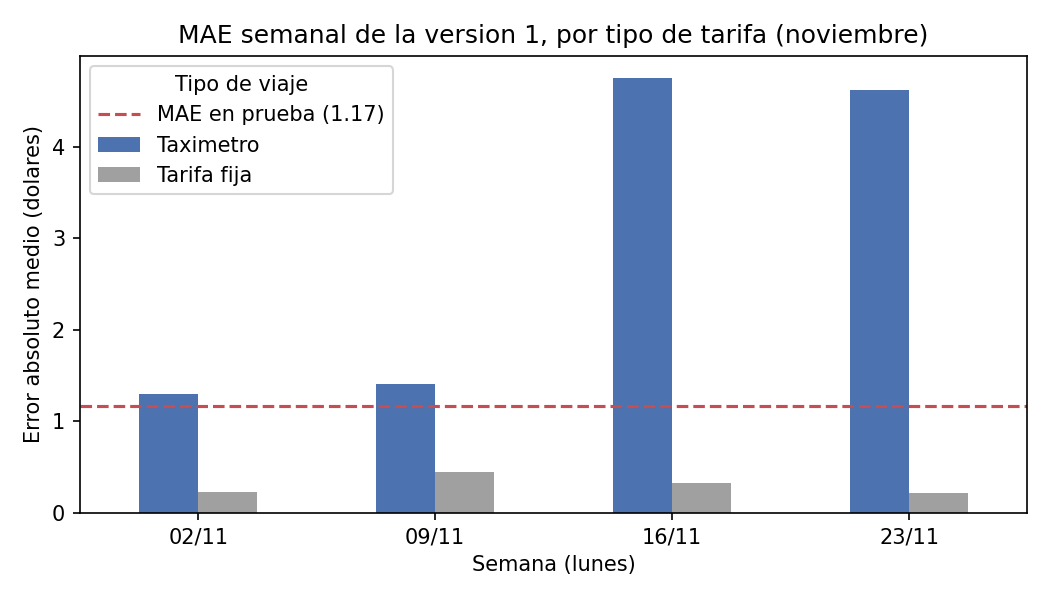 MAE semanal de la version 1, por tipo de tarifa (noviembre)
Tipo de viaje
MAE en prueba (1.17)
Taximetro
Tarifa fija
Error absoluto medio (dolares)
4
3
2
1
0
02/11
09/11
16/11
23/11
Semana (lunes)